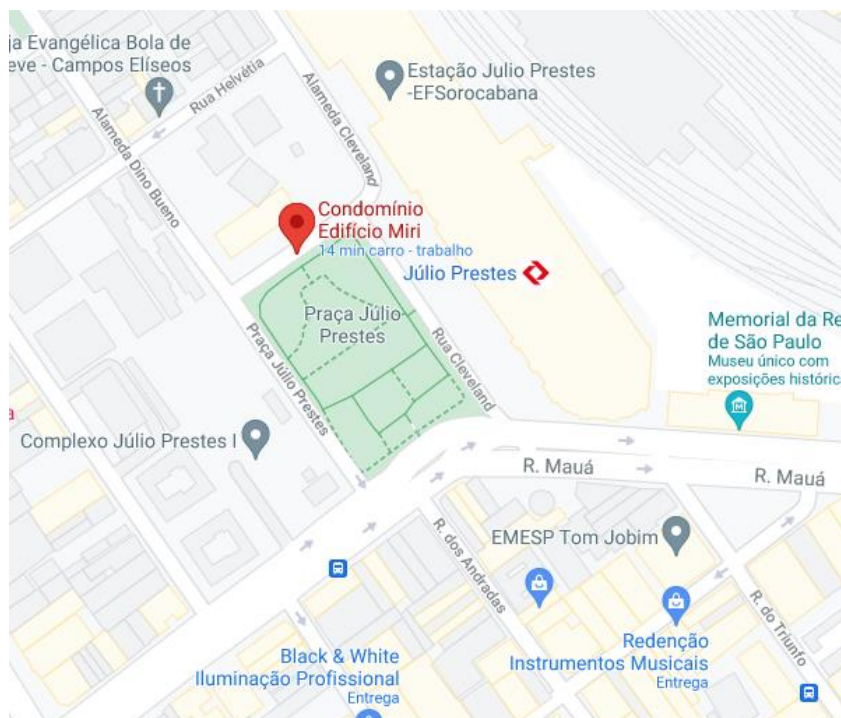 ja Evangélica Bola de
eve - Campos Elíseos
Rua Helvétia
Alameda Cleveland
Estação Julio Prestes
-EFSorocabana
Alameda Dino Bueno
Condomínio
Edifício Miri
14 min carro - trabalho
Júlio Prestes
Praça Júlio
Prestes
Rua Cleveland
Praça Júlio Prestes
Memorial da Re
de São Paulo
Museu único com
exposições históric
a
Complexo Júlio Prestes I
R. Mauá
R. Mauá
R. dos Andradas
EMESP Tom Jobim
R. do Triunfo
Redenção
Instrumentos Musicais
Entrega
Black & White
Iluminação Profissional
Entrega